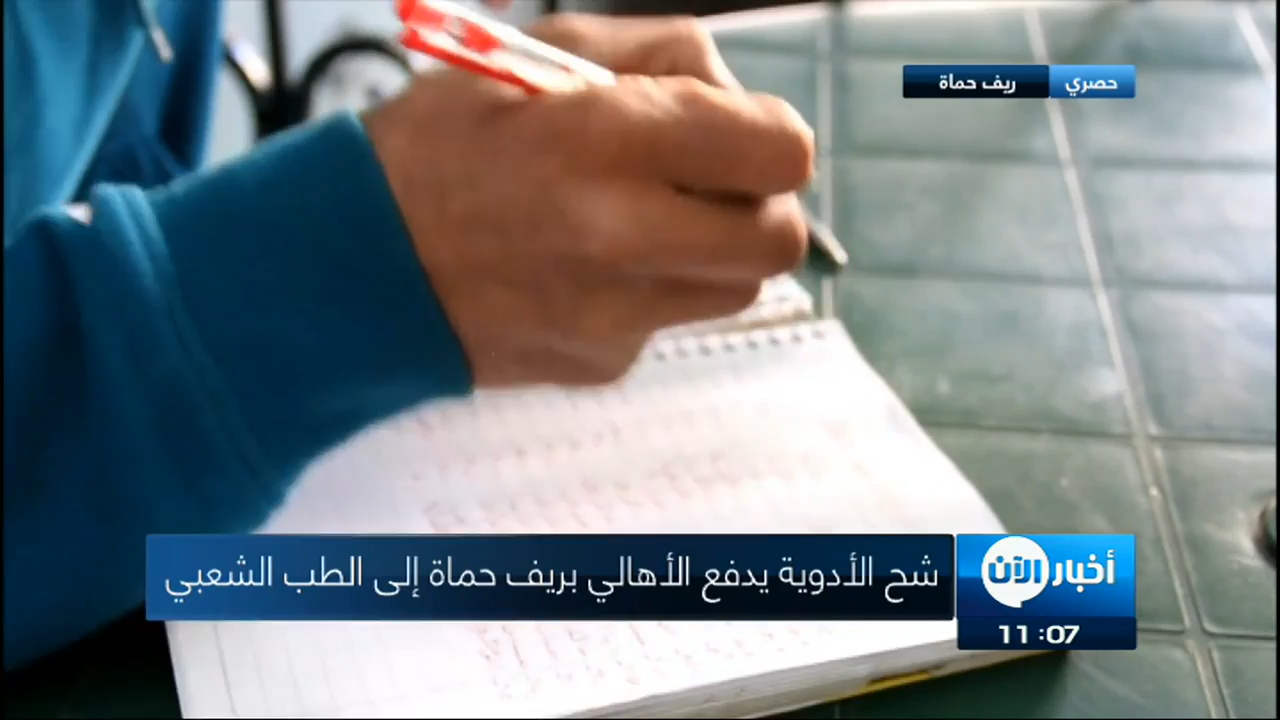 حصري ريف حماة
شح الأدوية يدفع الأهالي بريف حماة إلى الطب الشعبي
أخبار الآن
11:07